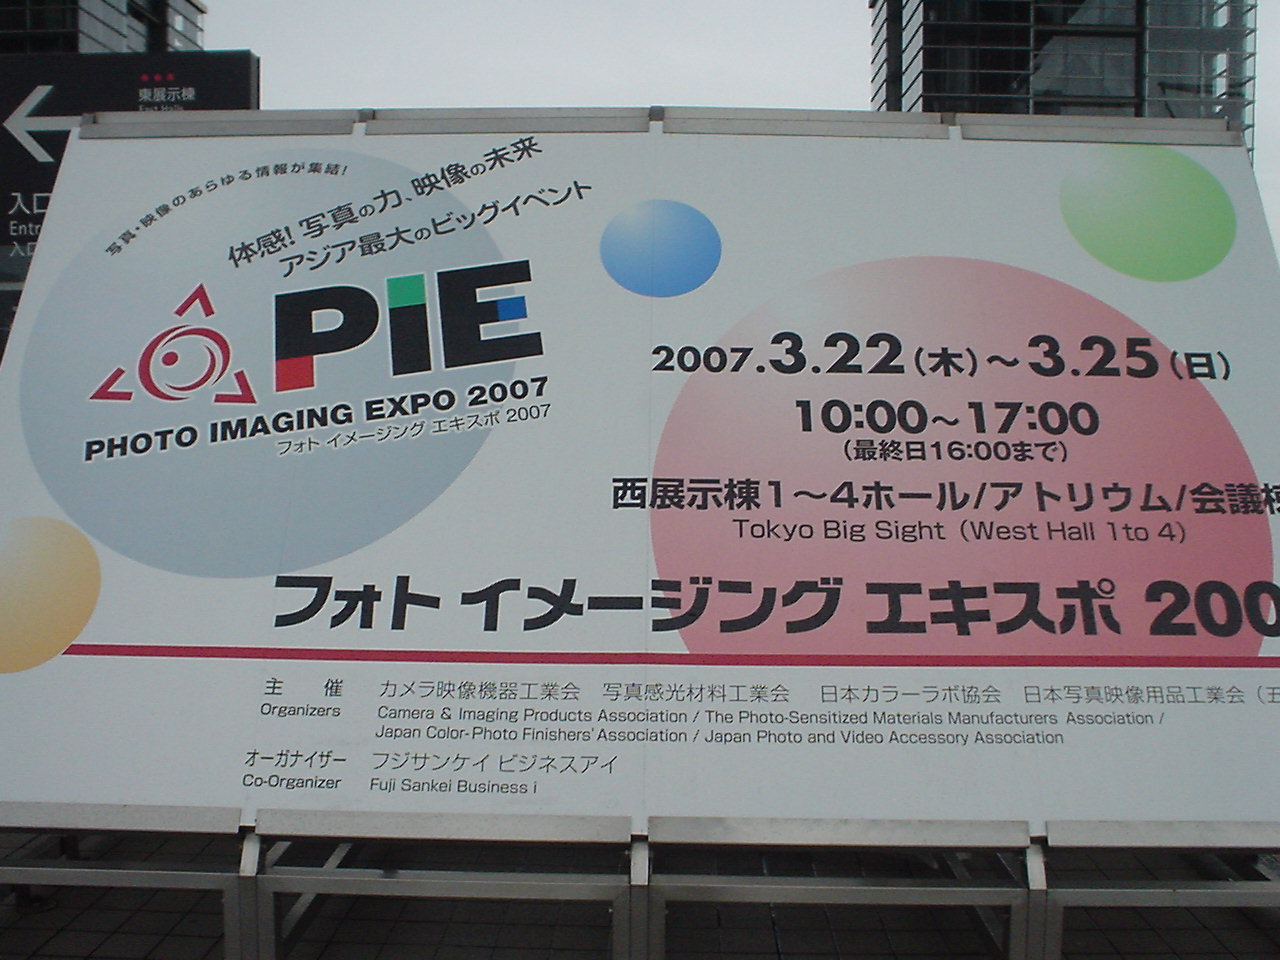 東展示棟
East Halls
入口
写真・映像のあらゆる情報が集結!
体感!写真の力、映像の未来
アジア最大のビッグイベント
PiE
PHOTO IMAGING EXPO 2007
フォト イメージング エキスポ 2007
2007.3.22(木)~3.25(日)
10:00~17:00
(最終日16:00まで)
西展示棟1~4ホール/アトリウム/会議棟
Tokyo Big Sight (West Hall 1to 4)
フォト イメージング エキスポ 200
主 催 カメラ映像機器工業会 写真感光材料工業会 日本カラーラボ協会 日本写真映像用品工業会(五
Organizers Camera & Imaging Products Association / The Photo-Sensitized Materials Manufacturers Association /
Japan Color-Photo Finishers' Association / Japan Photo and Video Accessory Association
オーガナイザー フジサンケイ ビジネスアイ
Co-Organizer Fuji Sankei Business i